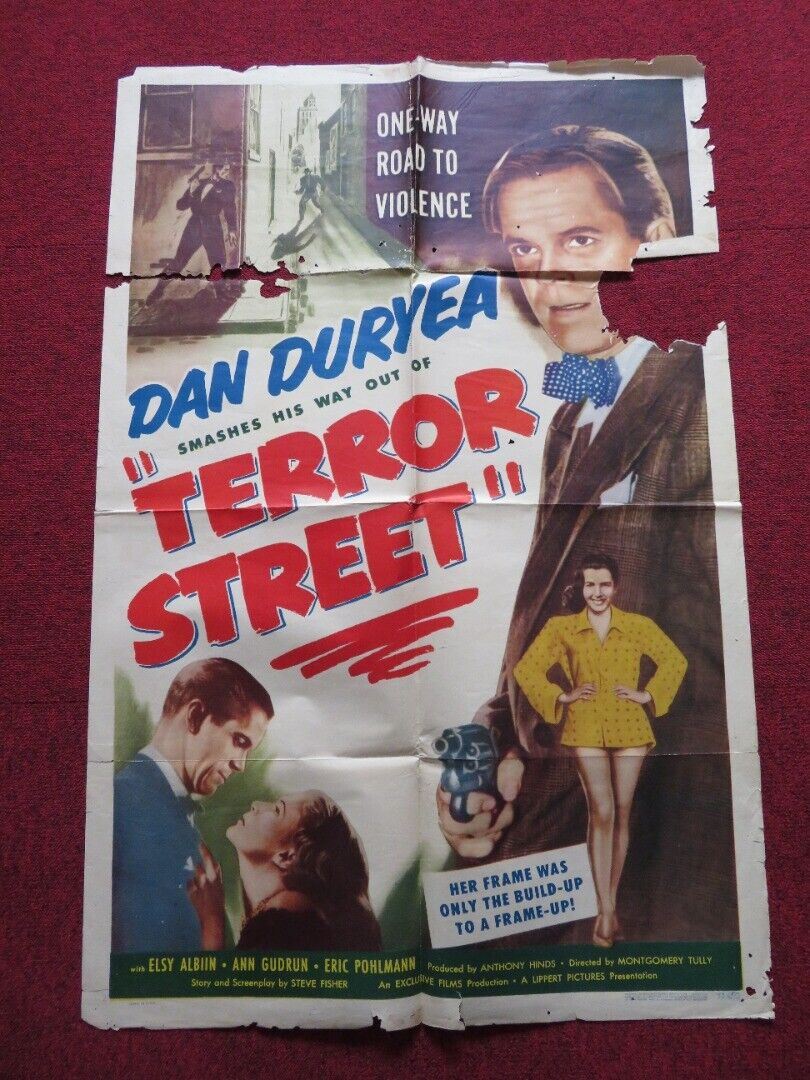 ONE-WAY
ROAD TO
VIOLENCE
DAN DURYEA
SMASHES HIS WAY OUT OF
"TERROR
STREET"
HER FRAME WAS
ONLY THE BUILD-UP
TO A FRAME-UP!
with ELSY ALBIIN • ANN GUDRUN • ERIC POHLMANN
Produced by ANTHONY HINDS • Directed by MONTGOMERY TULLY
Story and Screenplay by STEVE FISHER
An EXCLUSIVE FILMS Production • A LIPPERT PICTURES Presentation